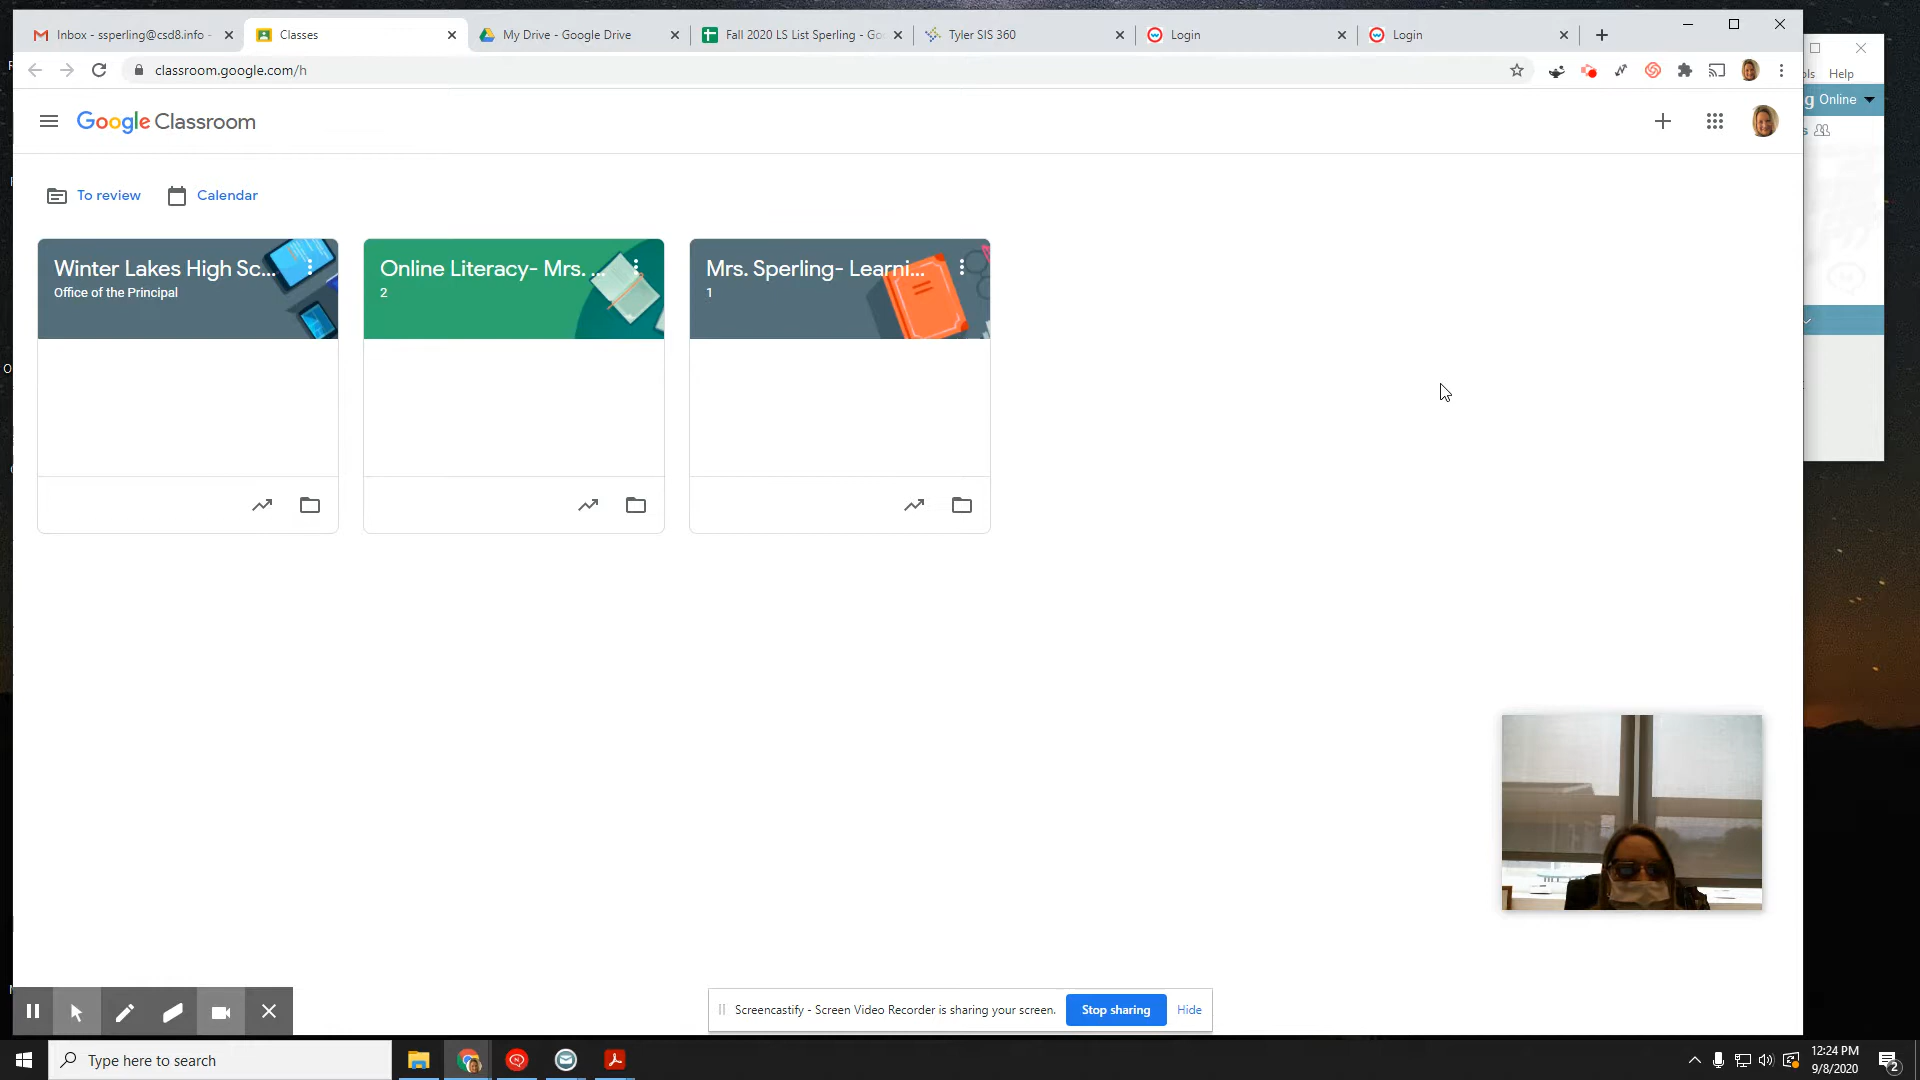 Inbox - ssperling@csd8.info -
Classes
My Drive - Google Drive
Fall 2020 LS List Sperling - Goo
Tyler SIS 360
Login
Login
classroom.google.com/h
ols Help
g Online
s
Google Classroom
To review
Calendar
Winter Lakes High Sc...
Office of the Principal
Online Literacy- Mrs. ...
2
Mrs. Sperling- Learni...
1
Screencastify - Screen Video Recorder is sharing your screen.
Stop sharing
Hide
Type here to search
12:24 PM
9/8/2020
2